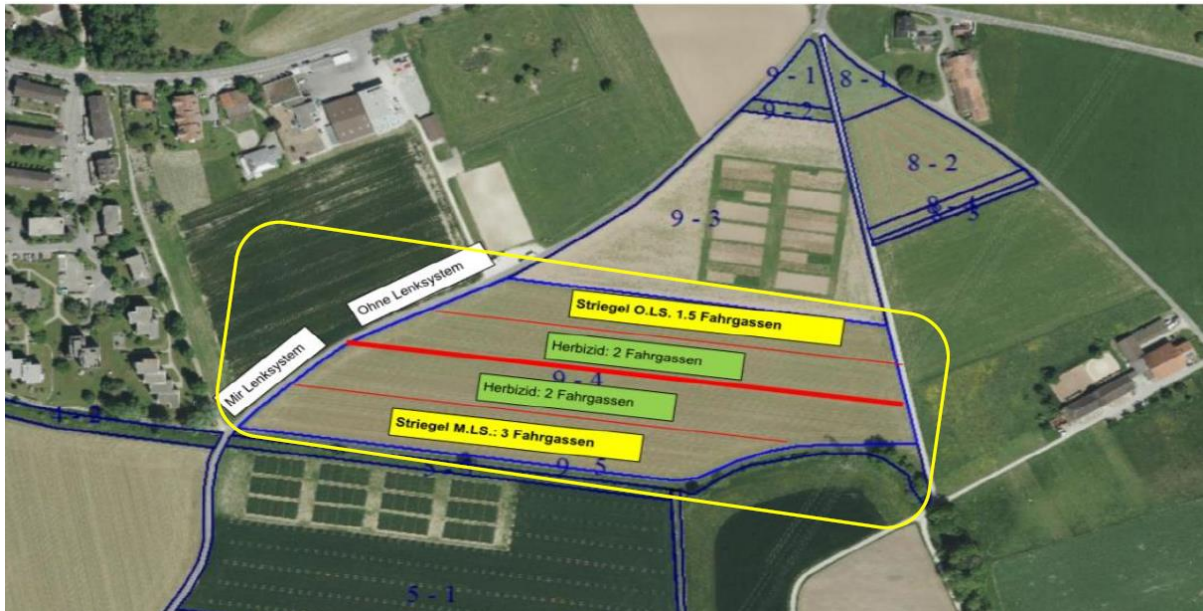 9 - 1
8 - 1
9 - 2
8 - 2
9 - 3
Ohne Lenksystem
Mir Lenksystem
Striegel O.LS. 1.5 Fahrgassen
Herbizid: 2 Fahrgassen
9 - 4
Herbizid: 2 Fahrgassen
Striegel M.LS.: 3 Fahrgassen
9 - 5
5 - 1